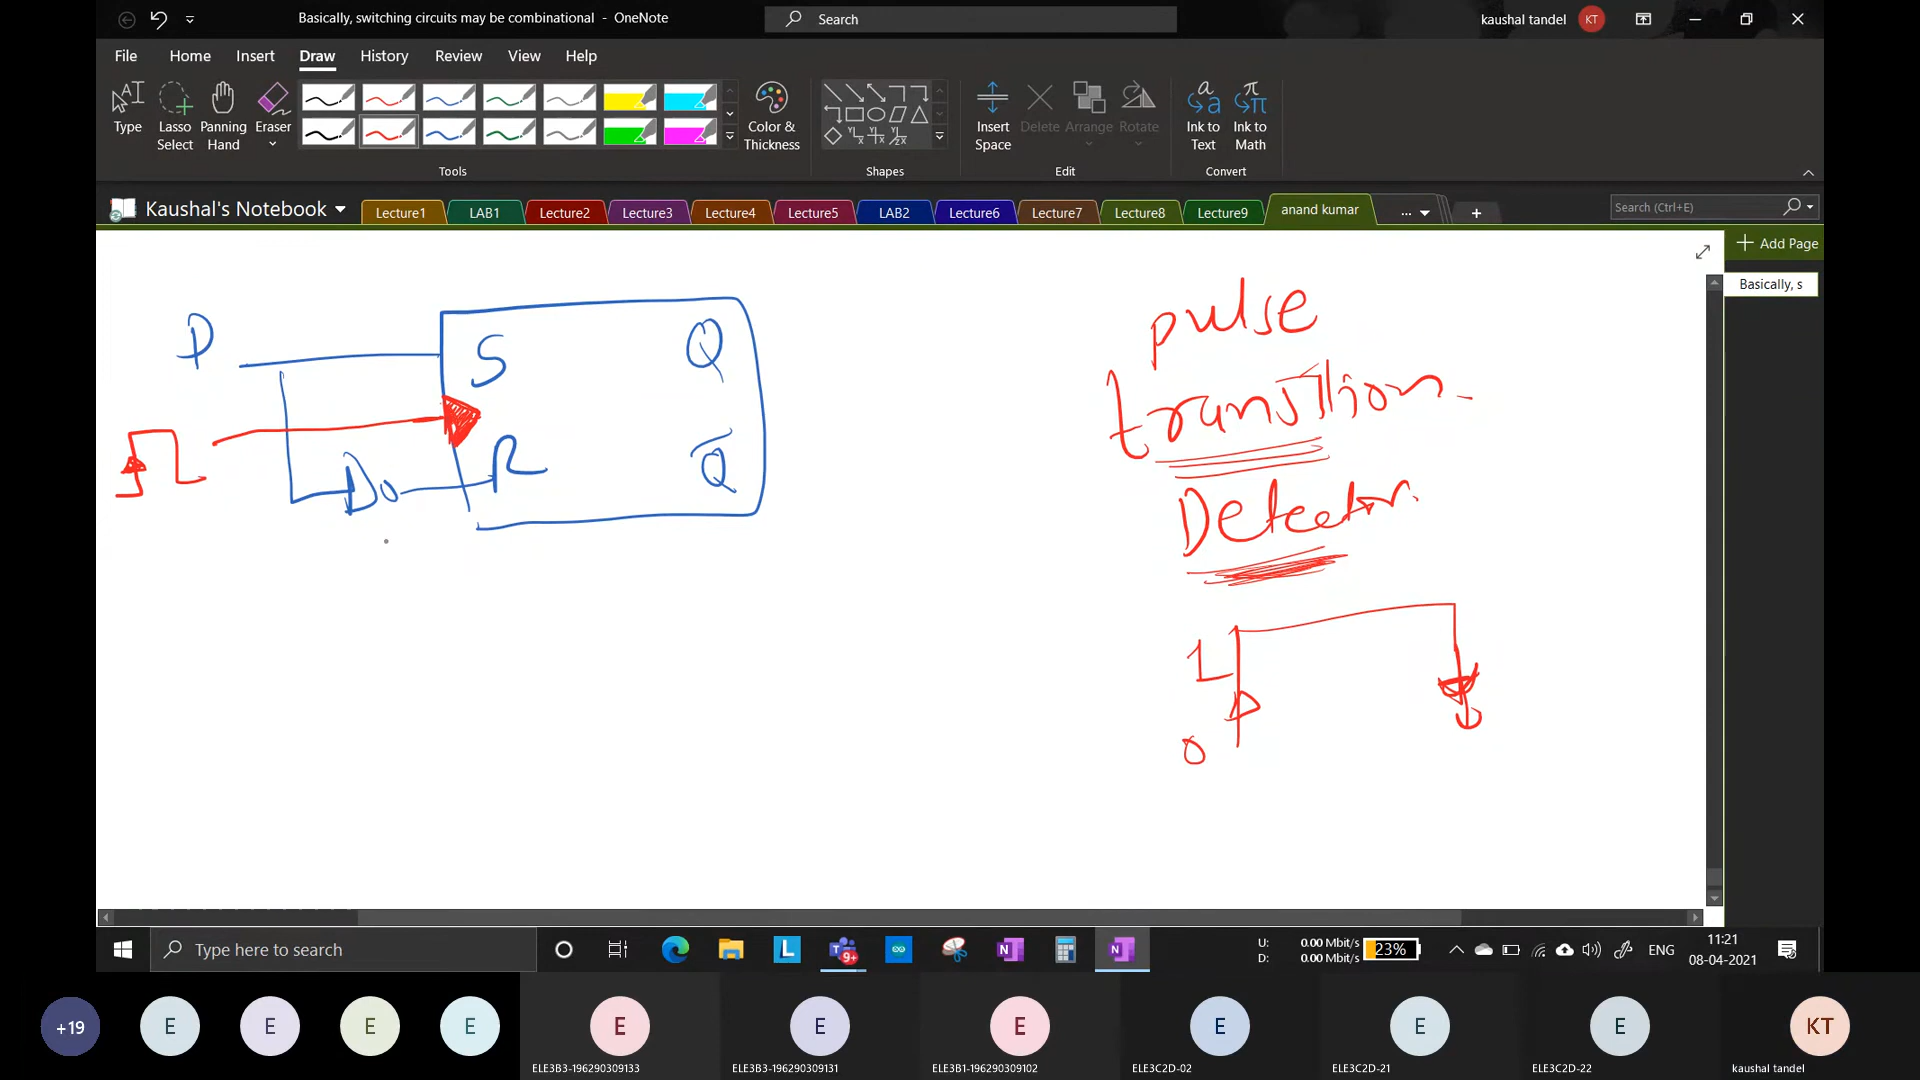 Basically, switching circuits may be combinational - OneNote
Search
kaushal tandel
KT
File Home Insert Draw History Review View Help
Type
Lasso Select
Panning Hand
Eraser
Color & Thickness
Insert Space
Delete
Arrange
Rotate
Ink to Text
Ink to Math
Tools
Shapes
Edit
Convert
Kaushal's Notebook
Lecture1
LAB1
Lecture2
Lecture3
Lecture4
Lecture5
LAB2
Lecture6
Lecture7
Lecture8
Lecture9
anand kumar
...
Search (Ctrl+E)
Add Page
Basically, s
D
S
Q
R
Q̅
pulse
transition
Detector
1
0
Type here to search
9+
U: 0.00 Mbit/s
D: 0.00 Mbit/s
23%
ENG
11:21
08-04-2021
+19
E
E
E
E
E
E
E
E
E
E
KT
ELE3B3-196290309133
ELE3B3-196290309131
ELE3B1-196290309102
ELE3C2D-02
ELE3C2D-21
ELE3C2D-22
kaushal tandel